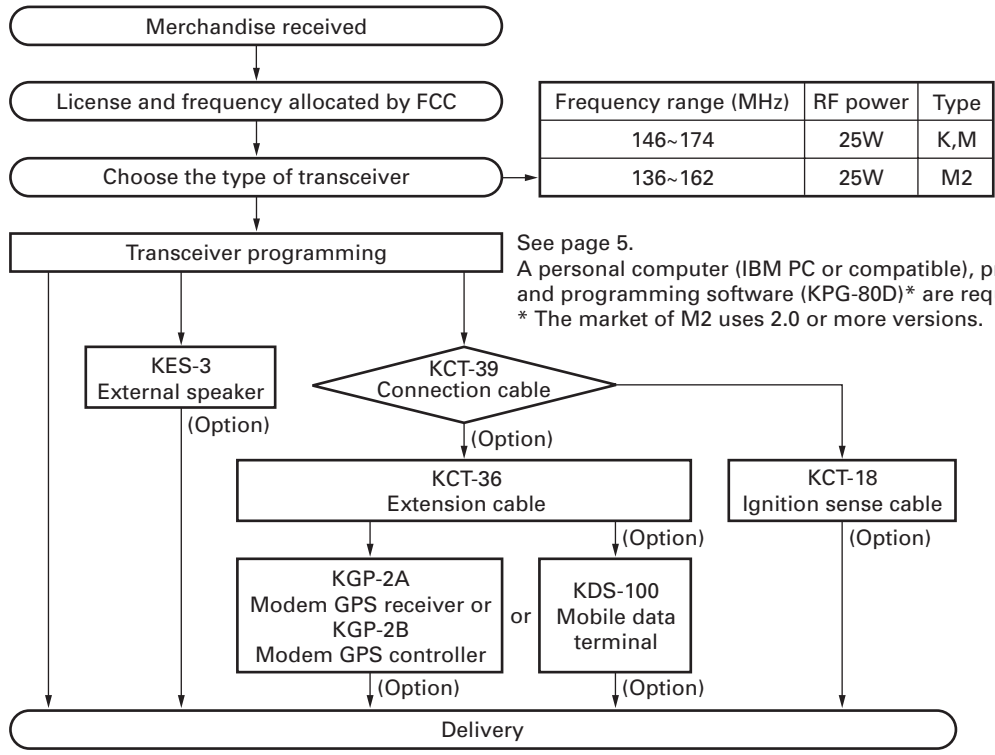 Merchandise received
License and frequency allocated by FCC
Choose the type of transceiver
Frequency range (MHz) RF power Type
146~174 25W K,M
136~162 25W M2
Transceiver programming
See page 5.
A personal computer (IBM PC or compatible),
and programming software (KPG-80D)* are
* The market of M2 uses 2.0 or more versions.
KES-3
External speaker
(Option)
KCT-39
Connection cable
(Option)
KCT-36
Extension cable
(Option)
KCT-18
Ignition sense cable
(Option)
KGP-2A
Modem GPS receiver or
KGP-2B
Modem GPS controller
(Option)
or
KDS-100
Mobile data
terminal
(Option)
Delivery